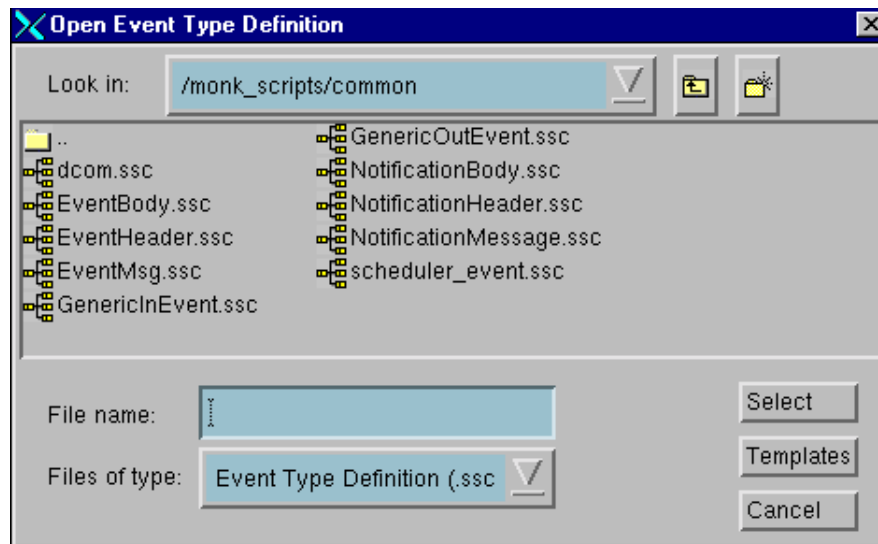 Open Event Type Definition
Look in: /monk_scripts/common
..
dcom.ssc
EventBody.ssc
EventHeader.ssc
EventMsg.ssc
GenericInEvent.ssc
GenericOutEvent.ssc
NotificationBody.ssc
NotificationHeader.ssc
NotificationMessage.ssc
scheduler_event.ssc
File name:
Files of type: Event Type Definition (.ssc
Select
Templates
Cancel